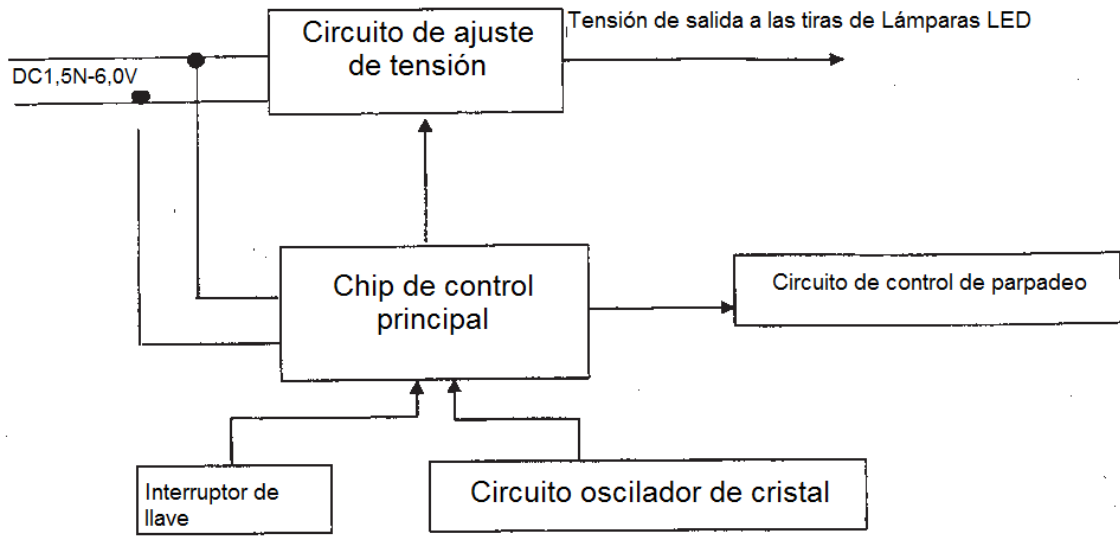 Circuito de ajuste
de tensión
Tensión de salida a las tiras de Lámparas LED
DC1,5N-6,0V
Chip de control
principal
Circuito de control de parpadeo
Interruptor de
llave
Circuito oscilador de cristal